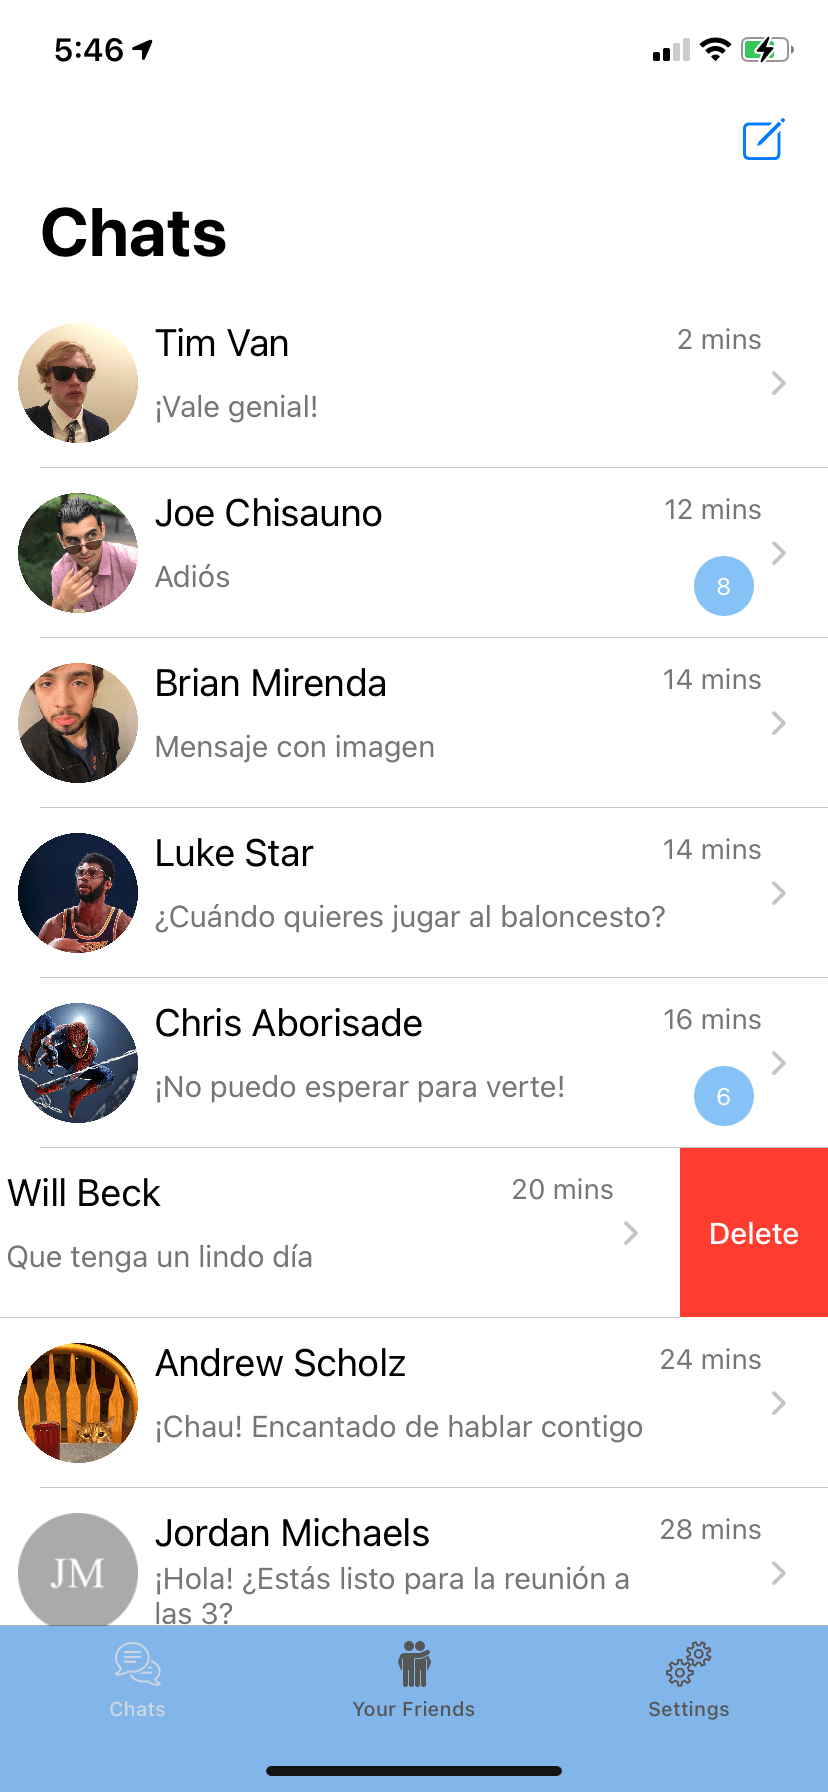 5:46
Chats
Tim Van
2 mins
¡Vale genial!
Joe Chisauno
12 mins
Adiós
8
Brian Mirenda
14 mins
Mensaje con imagen
Luke Star
14 mins
¿Cuándo quieres jugar al baloncesto?
Chris Aborisade
16 mins
¡No puedo esperar para verte!
6
Will Beck
20 mins
Que tenga un lindo día
Delete
Andrew Scholz
24 mins
¡Chau! Encantado de hablar contigo
JM
Jordan Michaels
28 mins
¡Hola! ¿Estás listo para la reunión a
las 3?
Chats
Your Friends
Settings